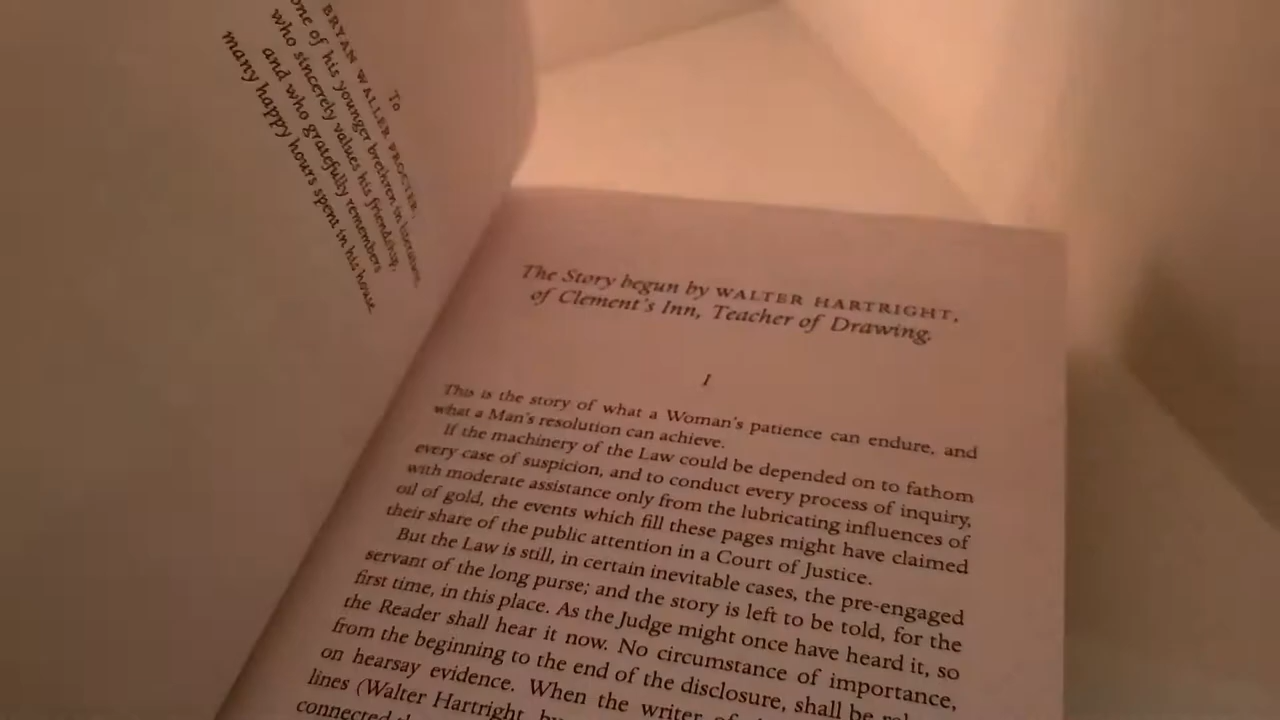 To
BRYAN WALLER PROCTER,
one of his younger brethren in literature,
who sincerely values his friendship,
and who gratefully remembers
many happy hours spent in his house
The Story begun by WALTER HARTRIGHT,
of Clement's Inn, Teacher of Drawing.
I
This is the story of what a Woman's patience can endure, and
what a Man's resolution can achieve.
If the machinery of the Law could be depended on to fathom
every case of suspicion, and to conduct every process of inquiry,
with moderate assistance only from the lubricating influences of
oil of gold, the events which fill these pages might have claimed
their share of the public attention in a Court of Justice.
But the Law is still, in certain inevitable cases, the pre-engaged
servant of the long purse; and the story is left to be told, for the
first time, in this place. As the Judge might once have heard it, so
the Reader shall hear it now. No circumstance of importance,
from the beginning to the end of the disclosure, shall be
on hearsay evidence. When the writer of
lines (Walter Hartright,
connected